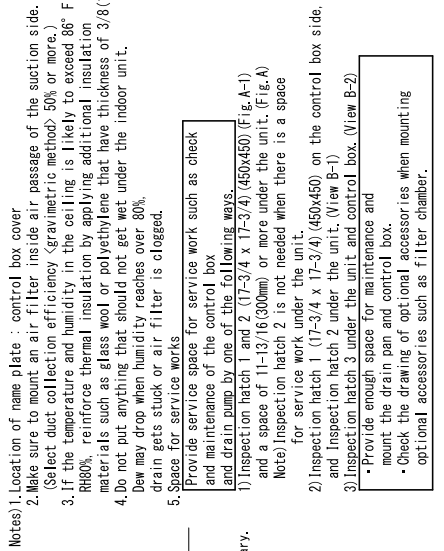 Notes) 1. Location of name plate : control box cover
2. Make sure to mount an air filter inside air passage of the suction side.
(Select duct collection efficiency <gravimetric method> 50% or more.)
3. If the temperature and humidity in the ceiling is likely to exceed 86° F
RH80%, reinforce thermal insulation by applying additional insulation
materials such as glass wool or polyethylene that have thickness of 3/8(
4. Do not put anything that should not get wet under the indoor unit.
Dew may drop when humidity reaches over 80%,
drain gets stuck or air filter is clogged.
5. Space for service works
Provide service space for service work such as check
and maintenance of the control box
and drain pump by one of the following ways.
1) Inspection hatch 1 and 2 (17-3/4 x 17-3/4) (450x450) (Fig. A-1)
and a space of 11-13/16(300mm) or more under the unit. (Fig. A)
Note) Inspection hatch 2 is not needed when there is a space
for service work under the unit.
2) Inspection hatch 1 (17-3/4 x 17-3/4) (450x450) on the control box side,
and Inspection hatch 2 under the unit. (View B-1)
3) Inspection hatch 3 under the unit and control box. (View B-2)
• Provide enough space for maintenance and
mount the drain pan and control box.
• Check the drawing of optional accessories when mounting
optional accessories such as filter chamber.
ary.